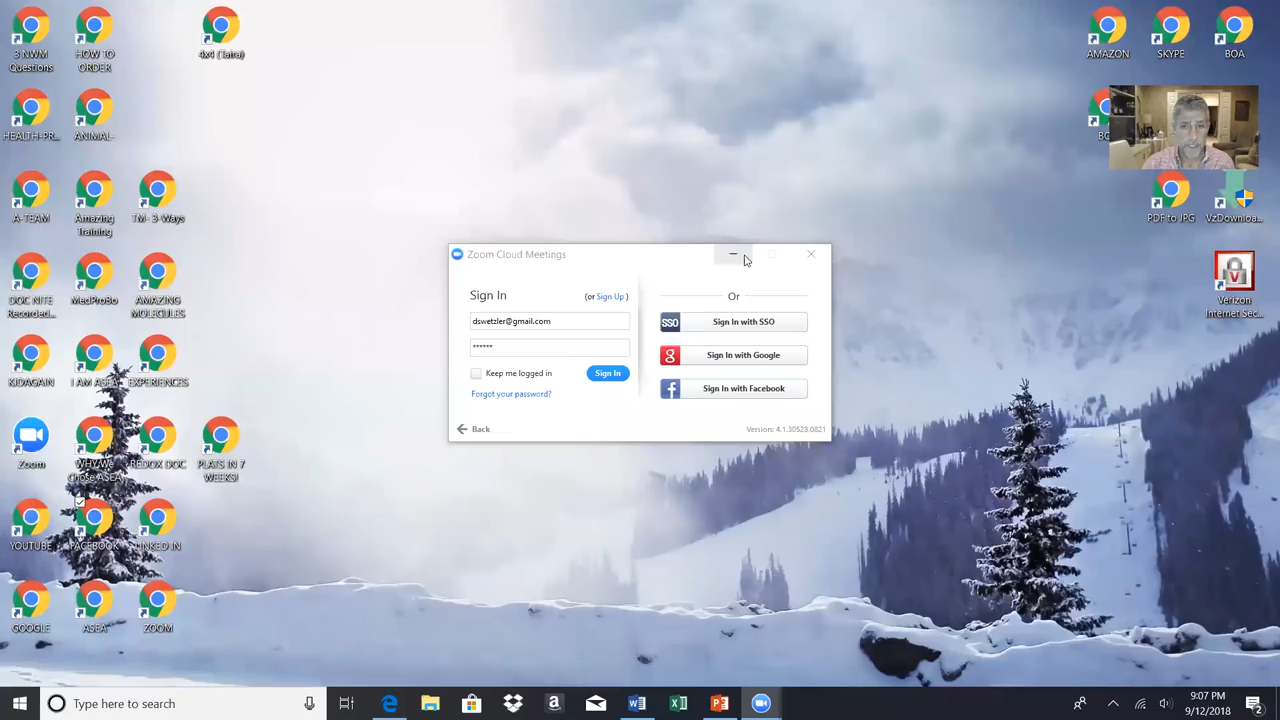 3 NWM
Questions
HOW TO
ORDER
4x4 (Tatra)
AMAZON
SKYPE
BOA
HEALTH-PR...
ANIMAL-
A-TEAM
Amazing
Training
TM- 3-Ways
PDF to JPG
VzDownloa...
Zoom Cloud Meetings
Sign In
(or Sign Up )
Or
dswetzler@gmail.com
******
SSO
Sign In with SSO
g
Sign In with Google
Keep me logged in
Sign In
f
Sign In with Facebook
Forgot your password?
Back
Version: 4.1.30528.0821
DOC NITE
Recorded...
MedProBo
AMAZING
MOLECULES
Verizon
Internet Sec...
KIDAGAIN
I AM ASEA
EXPERIENCES
Zoom
WHY We
Chose ASEA
REDOX DOC
PLATS IN 7
WEEKS!
YOUTUBE
FACEBOOK
LINKED IN
GOOGLE
ASEA
ZOOM
Type here to search
9:07 PM
9/12/2018
2